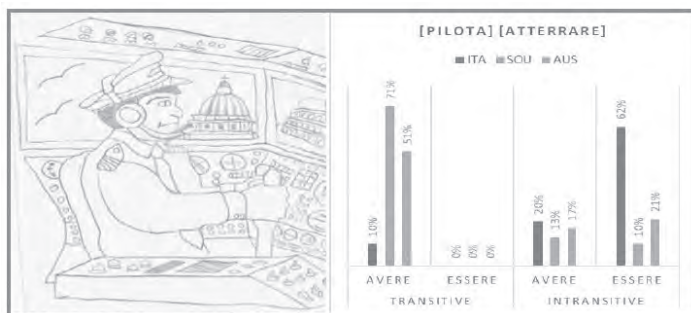 [PILOTA] [ATTERRARE]
ITA SOU AUS
10% 71% 51% 0% 0% 0% 20% 13% 17% 62% 10% 21%
AVERE ESSERE AVERE ESSERE
TRANSITIVE INTRANSITIVE